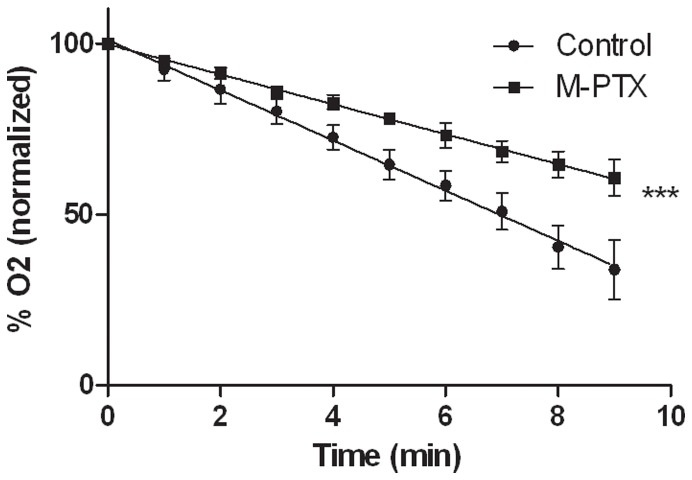 % O2 (normalized)
100
50
0
Control
M-PTX
***
0 2 4 6 8 10
Time (min)